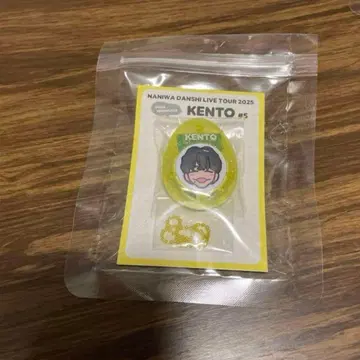 NANIWA DANSHI LIVE TOUR 2025
KENTO #5
KENTO